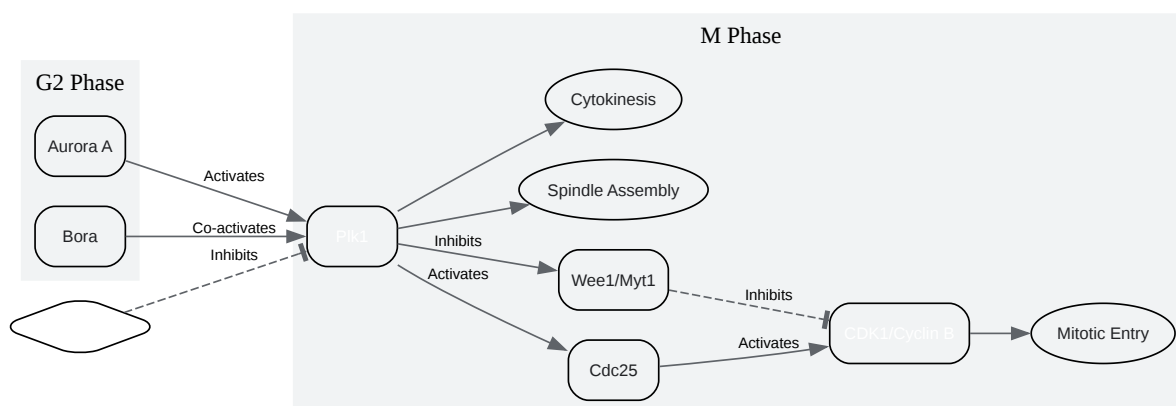 M Phase
G2 Phase
Cytokinesis
Aurora A
Activates
Spindle Assembly
Bora
Co-activates
Plk1
Inhibits
Inhibits
Wee1/Myt1
Activates
Inhibits
CDK1/Cyclin B
Mitotic Entry
Activates
Cdc25